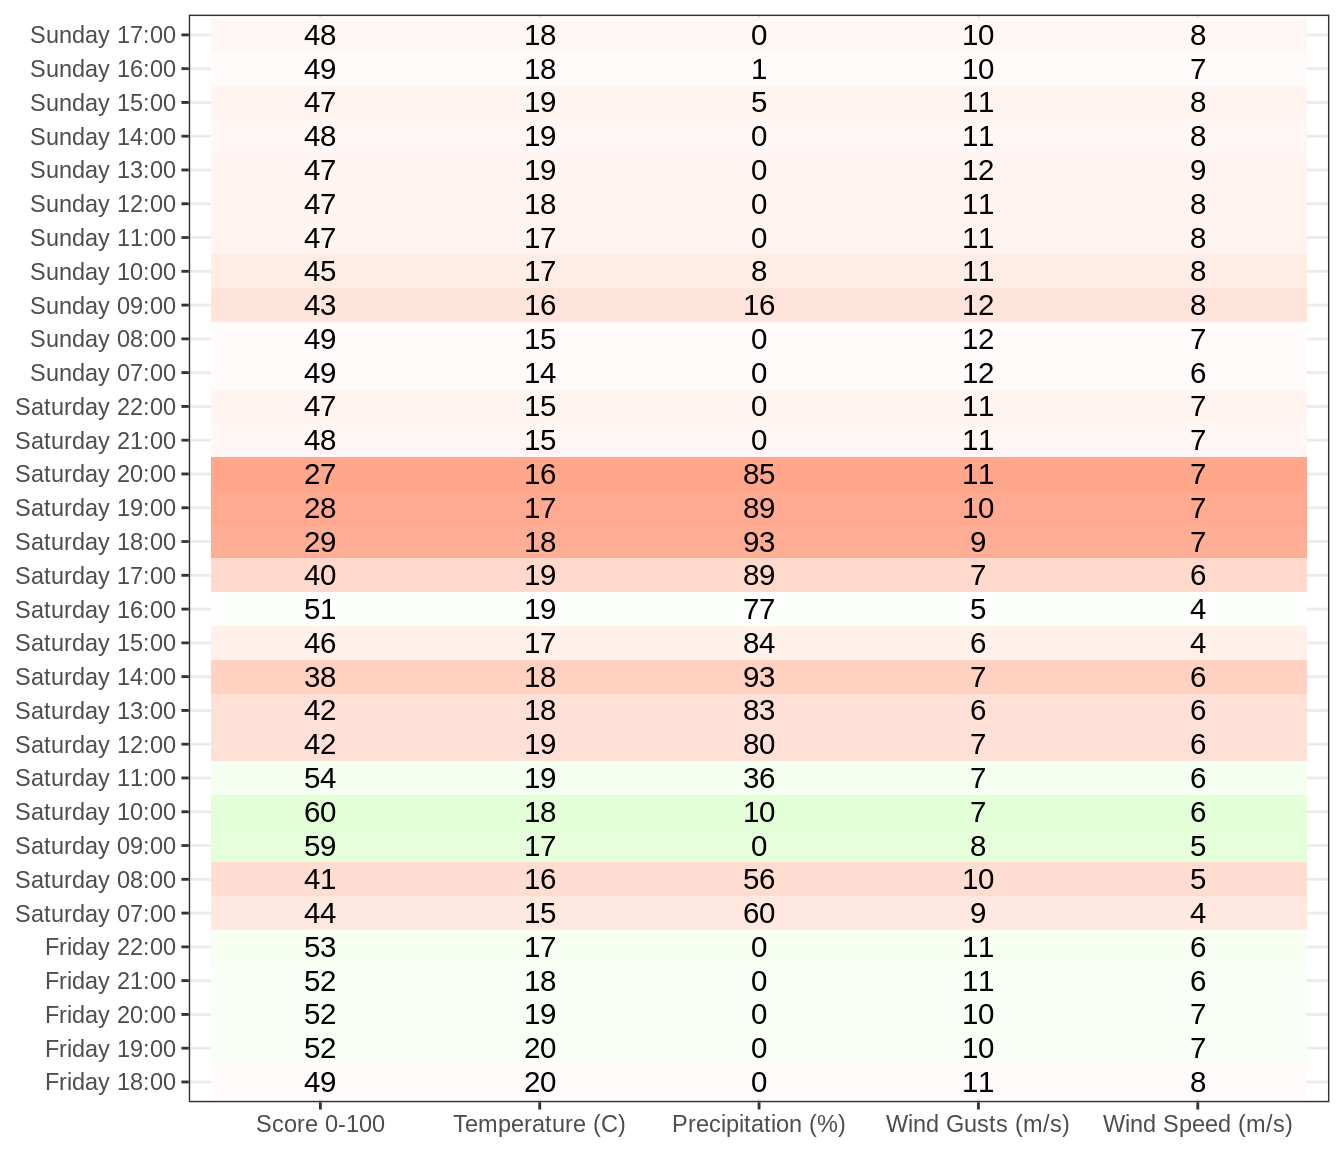 Sunday 17:00 48 18 0 10 8
Sunday 16:00 49 18 1 10 7
Sunday 15:00 47 19 5 11 8
Sunday 14:00 48 19 0 11 8
Sunday 13:00 47 19 0 12 9
Sunday 12:00 47 18 0 11 8
Sunday 11:00 47 17 0 11 8
Sunday 10:00 45 17 8 11 8
Sunday 09:00 43 16 16 12 8
Sunday 08:00 49 15 0 12 7
Sunday 07:00 49 14 0 12 6
Saturday 22:00 47 15 0 11 7
Saturday 21:00 48 15 0 11 7
Saturday 20:00 27 16 85 11 7
Saturday 19:00 28 17 89 10 7
Saturday 18:00 29 18 93 9 7
Saturday 17:00 40 19 89 7 6
Saturday 16:00 51 19 77 5 4
Saturday 15:00 46 17 84 6 4
Saturday 14:00 38 18 93 7 6
Saturday 13:00 42 18 83 6 6
Saturday 12:00 42 19 80 7 6
Saturday 11:00 54 19 36 7 6
Saturday 10:00 60 18 10 7 6
Saturday 09:00 59 17 0 8 5
Saturday 08:00 41 16 56 10 5
Saturday 07:00 44 15 60 9 4
Friday 22:00 53 17 0 11 6
Friday 21:00 52 18 0 11 6
Friday 20:00 52 19 0 10 7
Friday 19:00 52 20 0 10 7
Friday 18:00 49 20 0 11 8
Score 0-100 Temperature (C) Precipitation (%) Wind Gusts (m/s) Wind Speed (m/s)